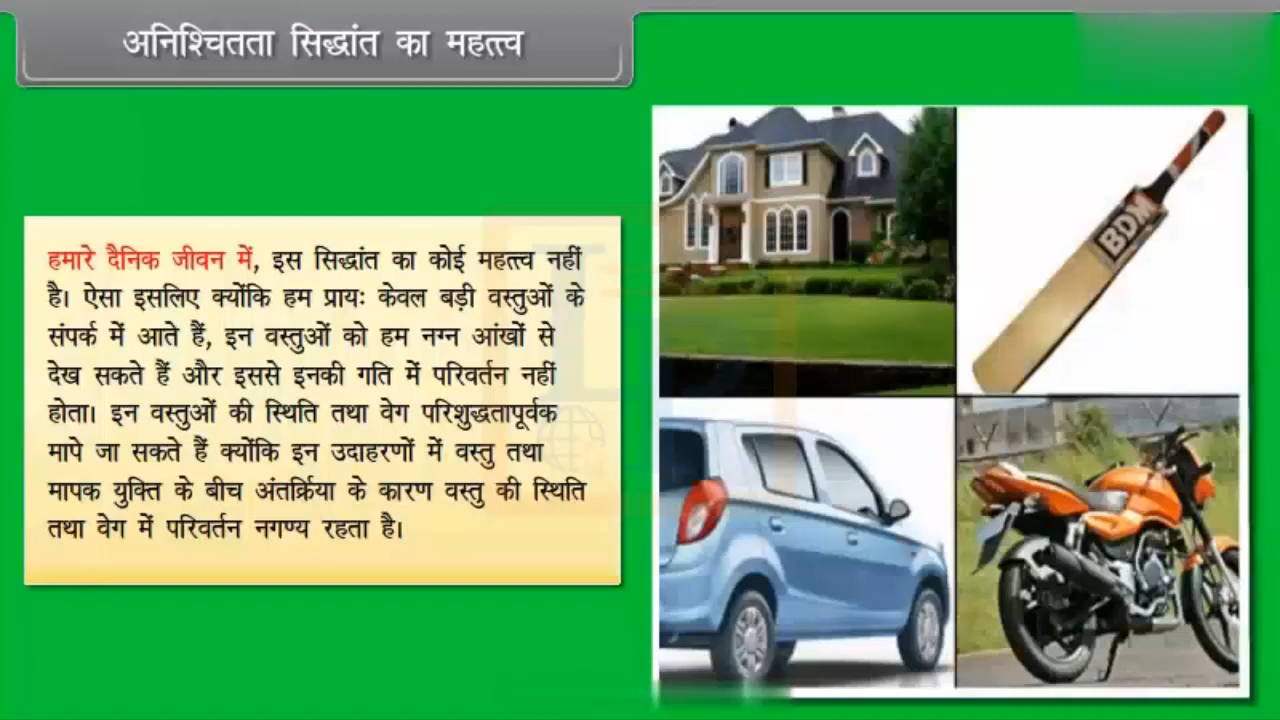 अनिश्चितता सिद्धांत का महत्त्व
हमारे दैनिक जीवन में, इस सिद्धांत का कोई महत्त्व नहीं
है। ऐसा इसलिए क्योंकि हम प्रायः केवल बड़ी वस्तुओं के
संपर्क में आते हैं, इन वस्तुओं को हम नग्न आंखों से
देख सकते हैं और इससे इनकी गति में परिवर्तन नहीं
होता। इन वस्तुओं की स्थिति तथा वेग परिशुद्धतापूर्वक
मापे जा सकते हैं क्योंकि इन उदाहरणों में वस्तु तथा
मापक युक्ति के बीच अंतर्क्रिया के कारण वस्तु की स्थिति
तथा वेग में परिवर्तन नगण्य रहता है।
BDM